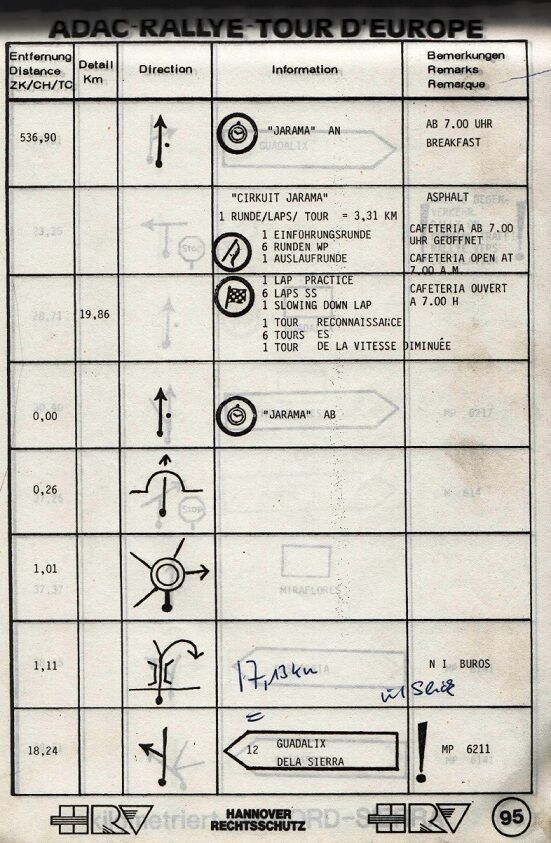 ADAC-RALLYE-TOUR D'EUROPE
Entfernung
Distance
ZK/CH/TC
Detail
Km
Direction
Information
Bemerkungen
Remarks
Remarque
536,90
"JARAMA" AN
AB 7.00 UHR
BREAKFAST
"CIRKUIT JARAMA"
1 RUNDE/LAPS/ TOUR = 3,31 KM
1 EINFOHRUNGSRUNDE
6 RUNDEN WP
1 AUSLAUFRUNDE
ASPHALT
CAFETERIA AB 7.00
UHR GEOFFNET
CAFETERIA OPEN AT
7.00 A.M.
19,86
1 LAP PRACTICE
6 LAPS SS
1 SLOWING DOWN LAP
1 TOUR RECONNAISSANCE
6 TOURS ES
1 TOUR DE LA VITESSE DIMINUÉE
CAFETERIA OUVERT
A 7.00 H
0,00
"JARAMA" AB
0,26
1,01
1,11
17,13km
N I BUROS
18,24
12 GUADALIX
DELA SIERRA
! MP 6211
HRV
HANNOVER
RECHTSSCHUTZ
HRV
95